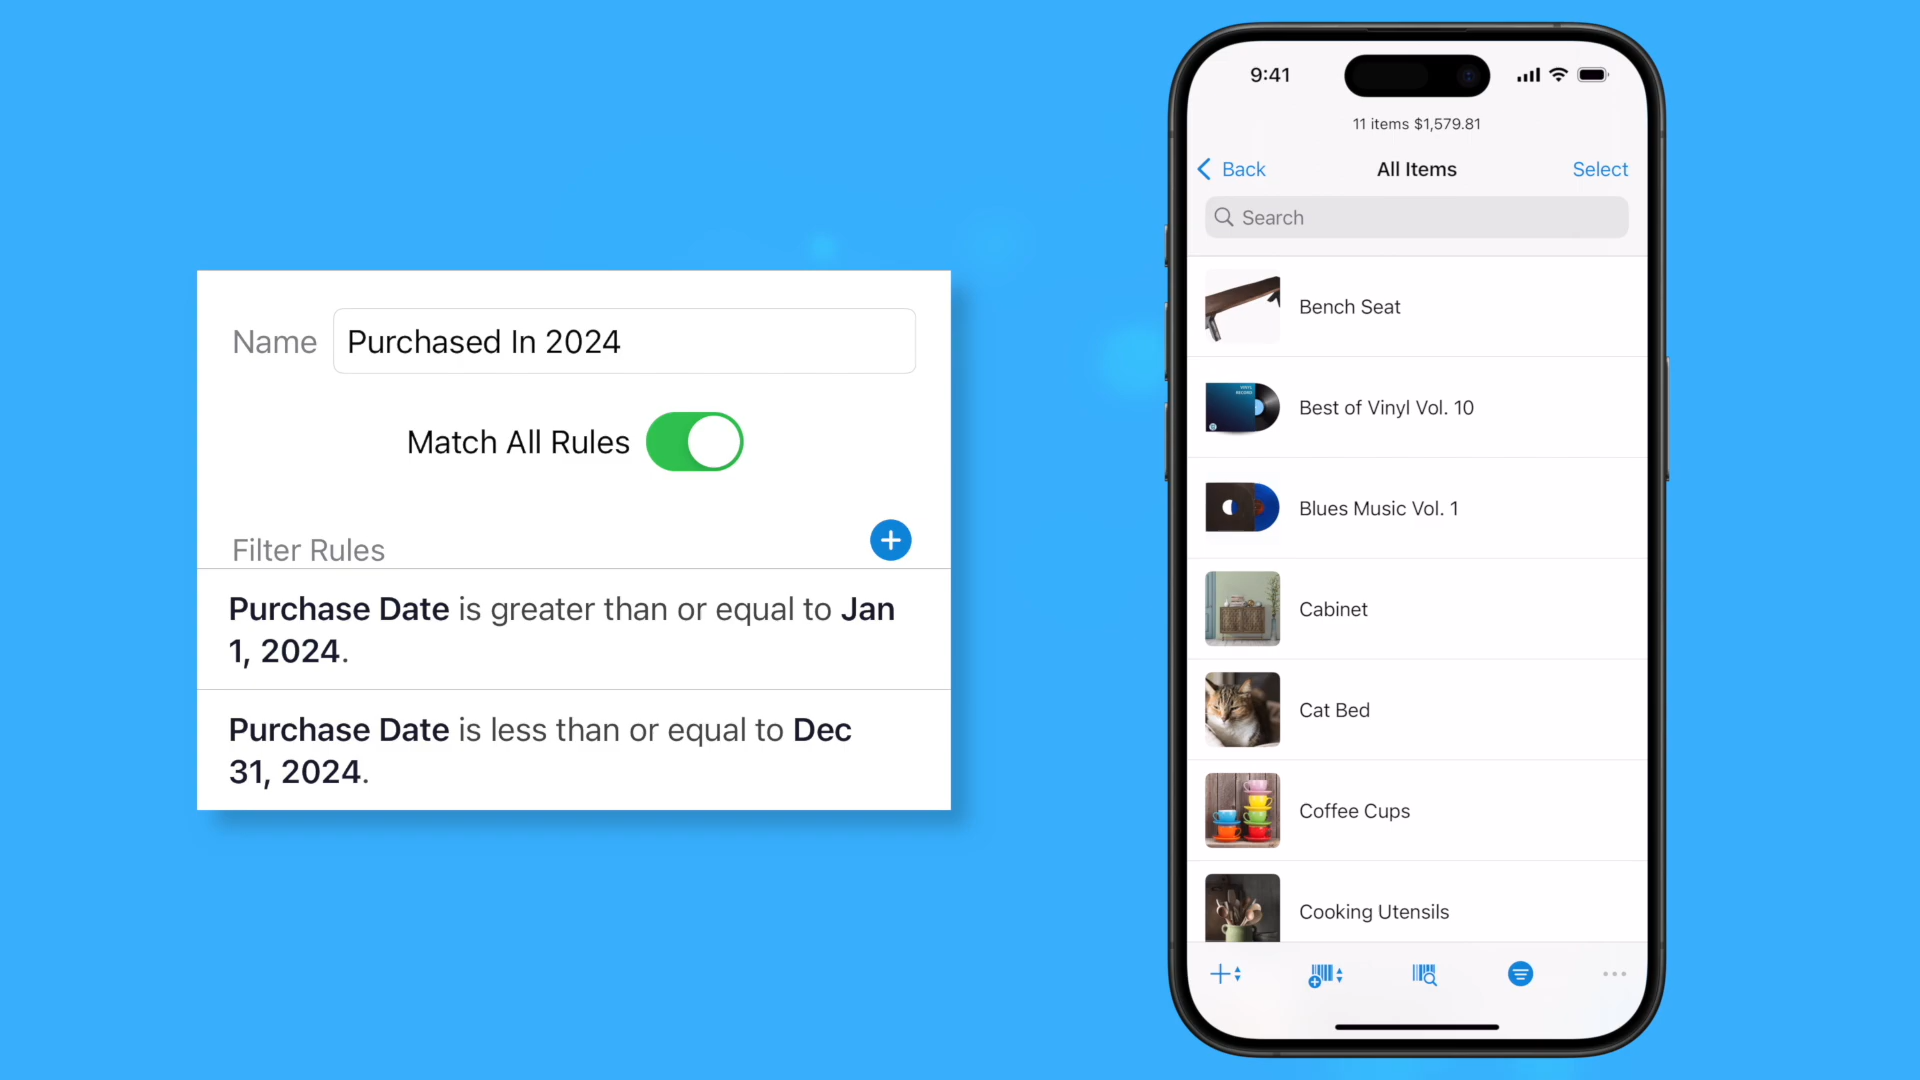 Name
Purchased In 2024
Match All Rules
Filter Rules
Purchase Date is greater than or equal to Jan
1, 2024.
Purchase Date is less than or equal to Dec
31, 2024.
9:41
11 items $1,579.81
Back
All Items
Select
Search
Bench Seat
VINYL
RECORD
Best of Vinyl Vol. 10
Blues Music Vol. 1
Cabinet
Cat Bed
Coffee Cups
Cooking Utensils